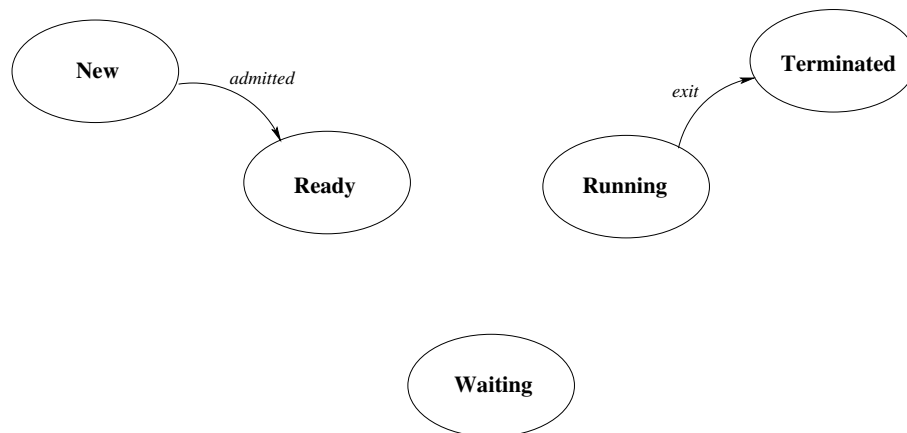 New
admitted
Ready
exit
Terminated
Running
Waiting